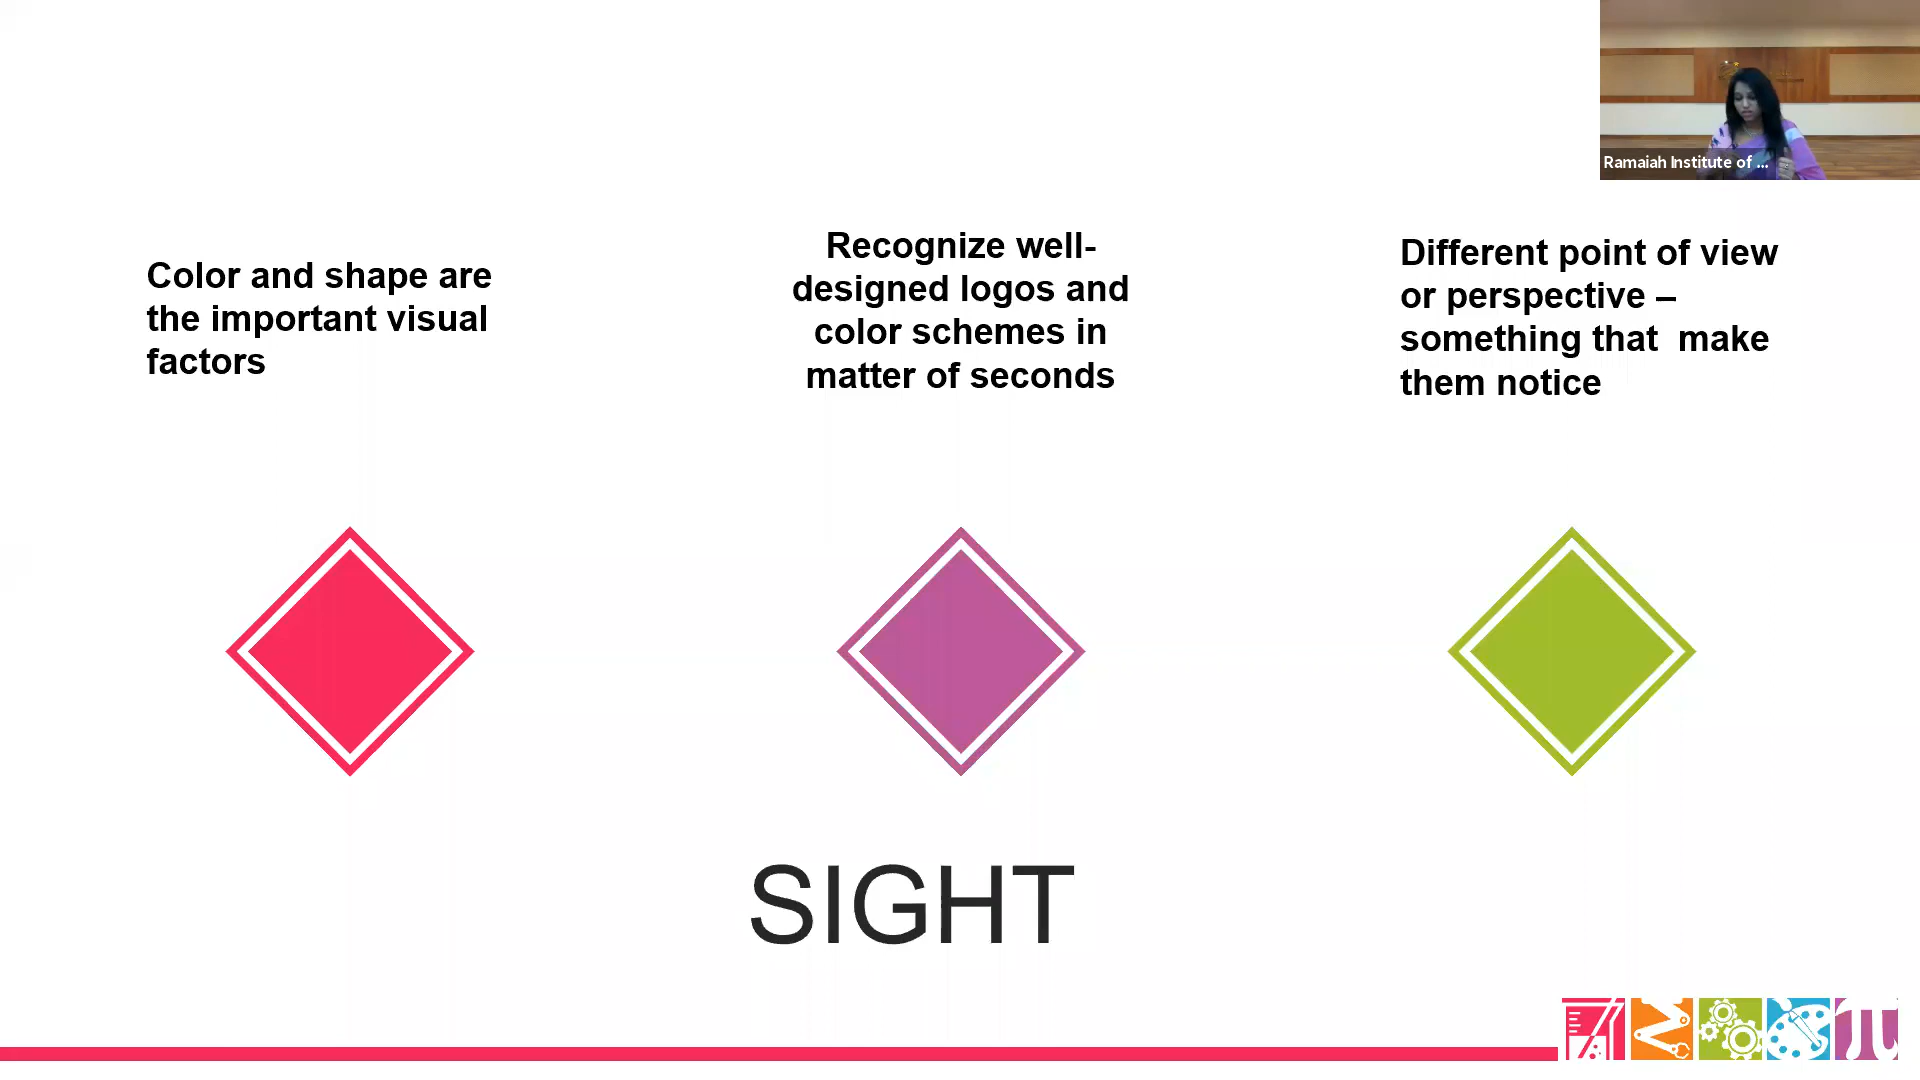 Ramaiah Institute of ...
Color and shape are
the important visual
factors
Recognize well-
designed logos and
color schemes in
matter of seconds
Different point of view
or perspective –
something that  make
them notice
SIGHT